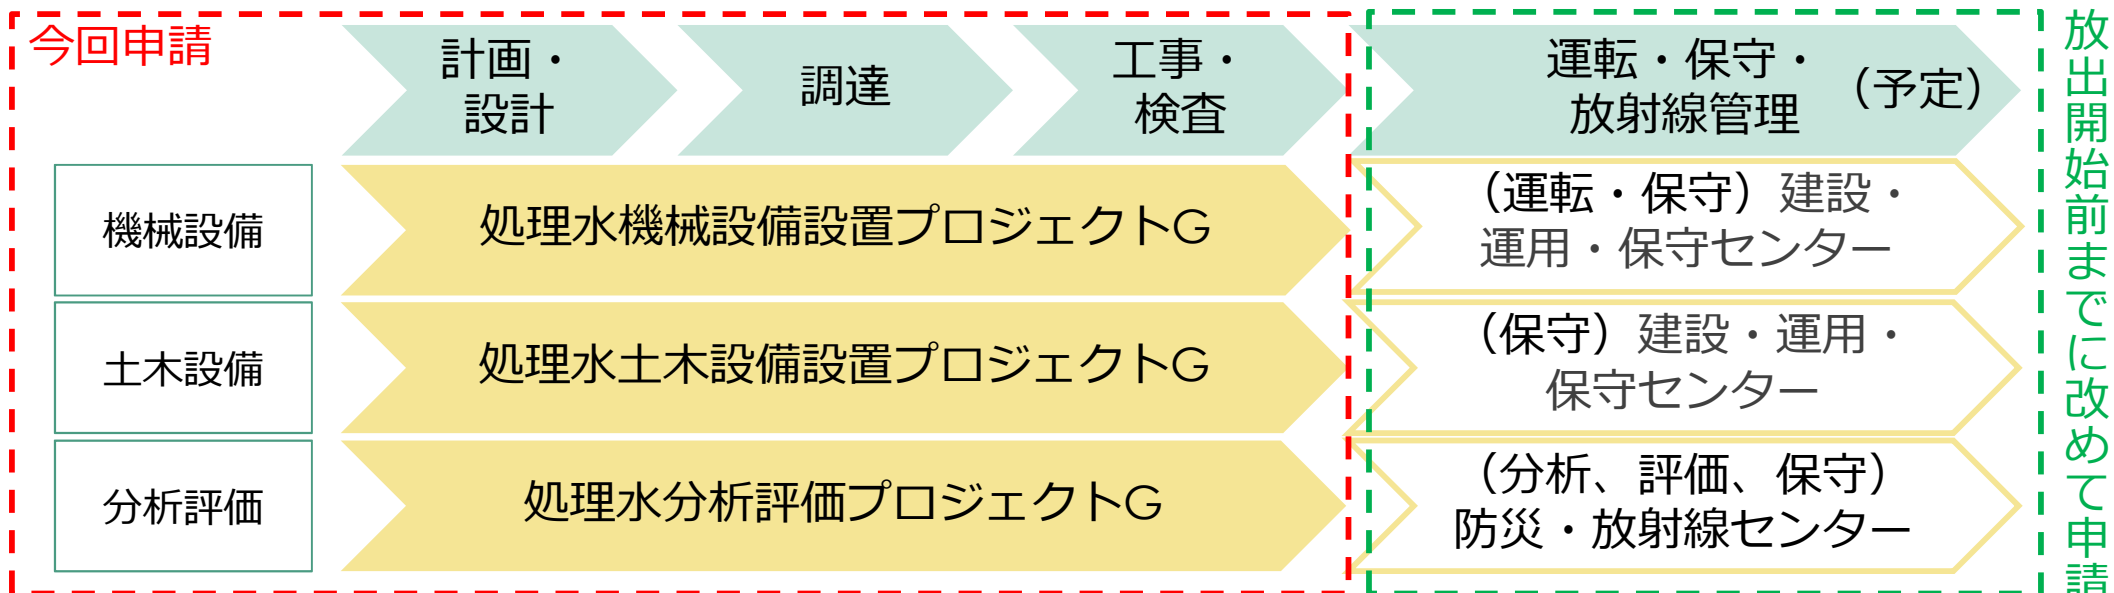 今回申請
計画・
設計
調達
工事・
検査
運転・保守・
放射線管理
（予定）
機械設備
処理水機械設備設置プロジェクトG
（運転・保守）建設・
運用・保守センター
土木設備
処理水土木設備設置プロジェクトG
（保守）建設・運用・
保守センター
分析評価
処理水分析評価プロジェクトG
（分析、評価、保守）
防災・放射線センター
放出開始前までに改めて申請